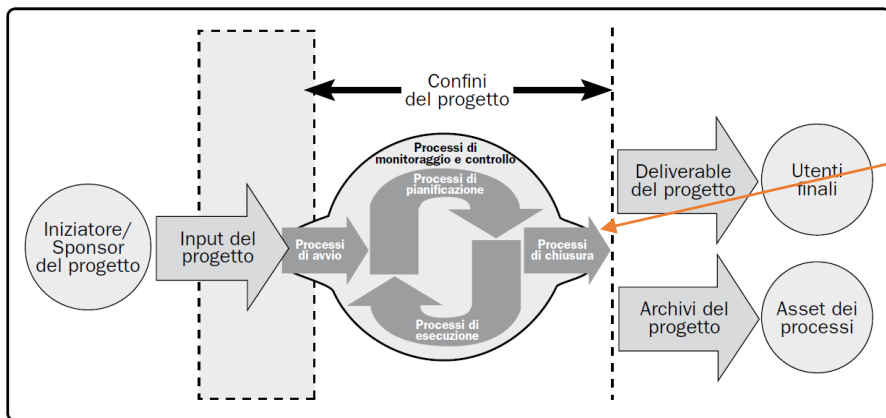 Confini
del progetto
Processi di
monitoraggio e controllo
Processi di
pianificazione
Iniziatore/
Sponsor
del progetto
Input del
progetto
Processi
di avvio
Processi
di chiusura
Processi di
esecuzione
Deliverable
del progetto
Utenti
finali
Archivi del
progetto
Asset dei
processi